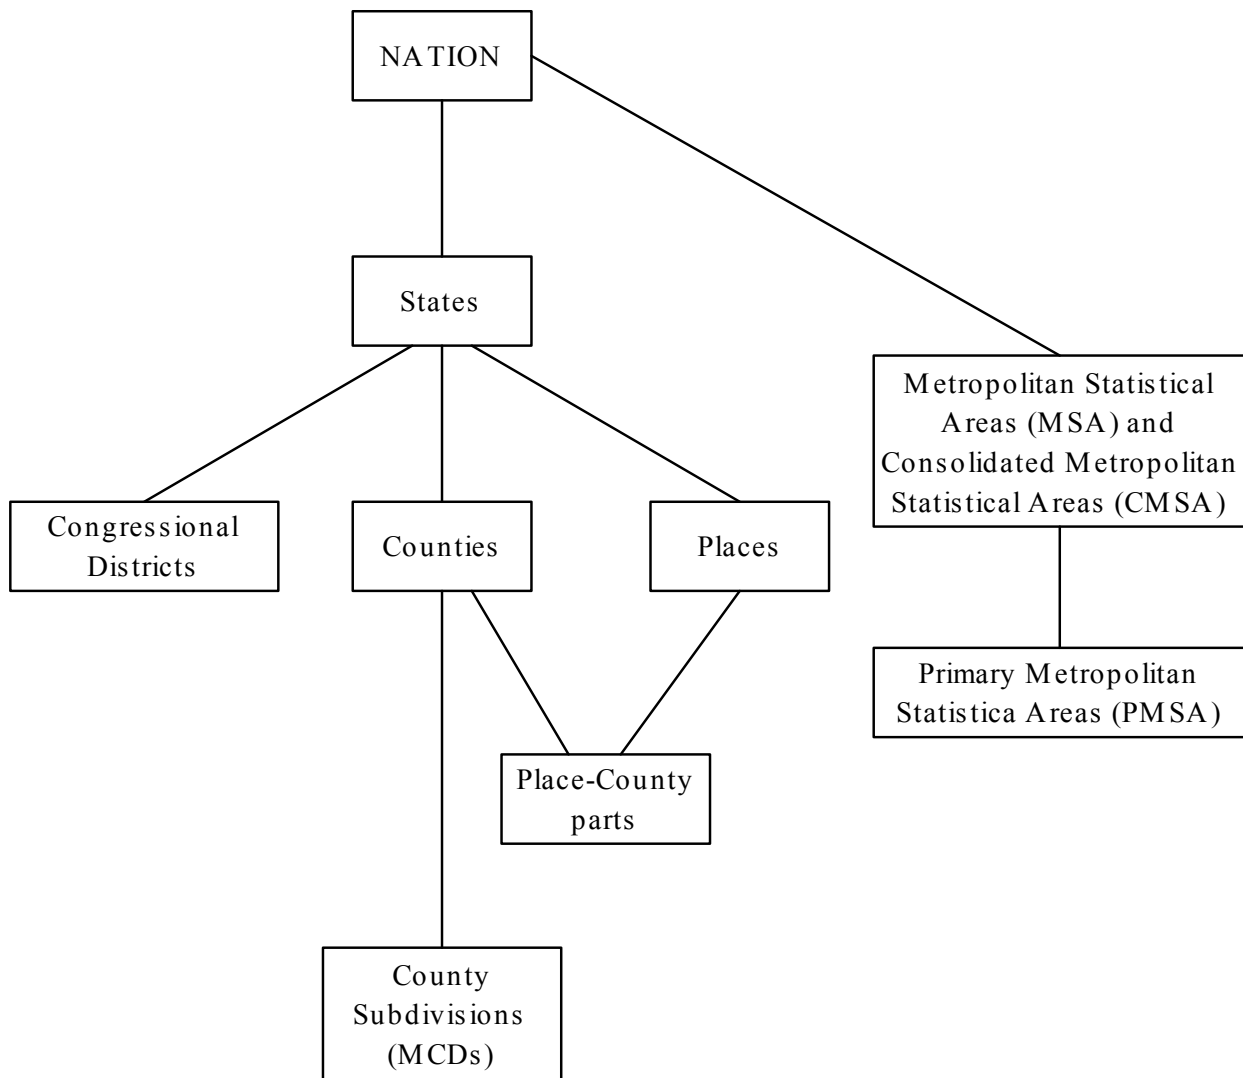 NATION
States
Metropolitan Statistical
Areas (MSA) and
Consolidated Metropolitan
Statistical Areas (CMSA)
Congressional
Districts
Counties
Places
Primary Metropolitan
Statistica Areas (PMSA)
Place-County
parts
County
Subdivisions
(MCDs)